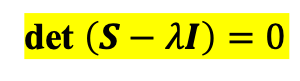 det (S − λI) = 0